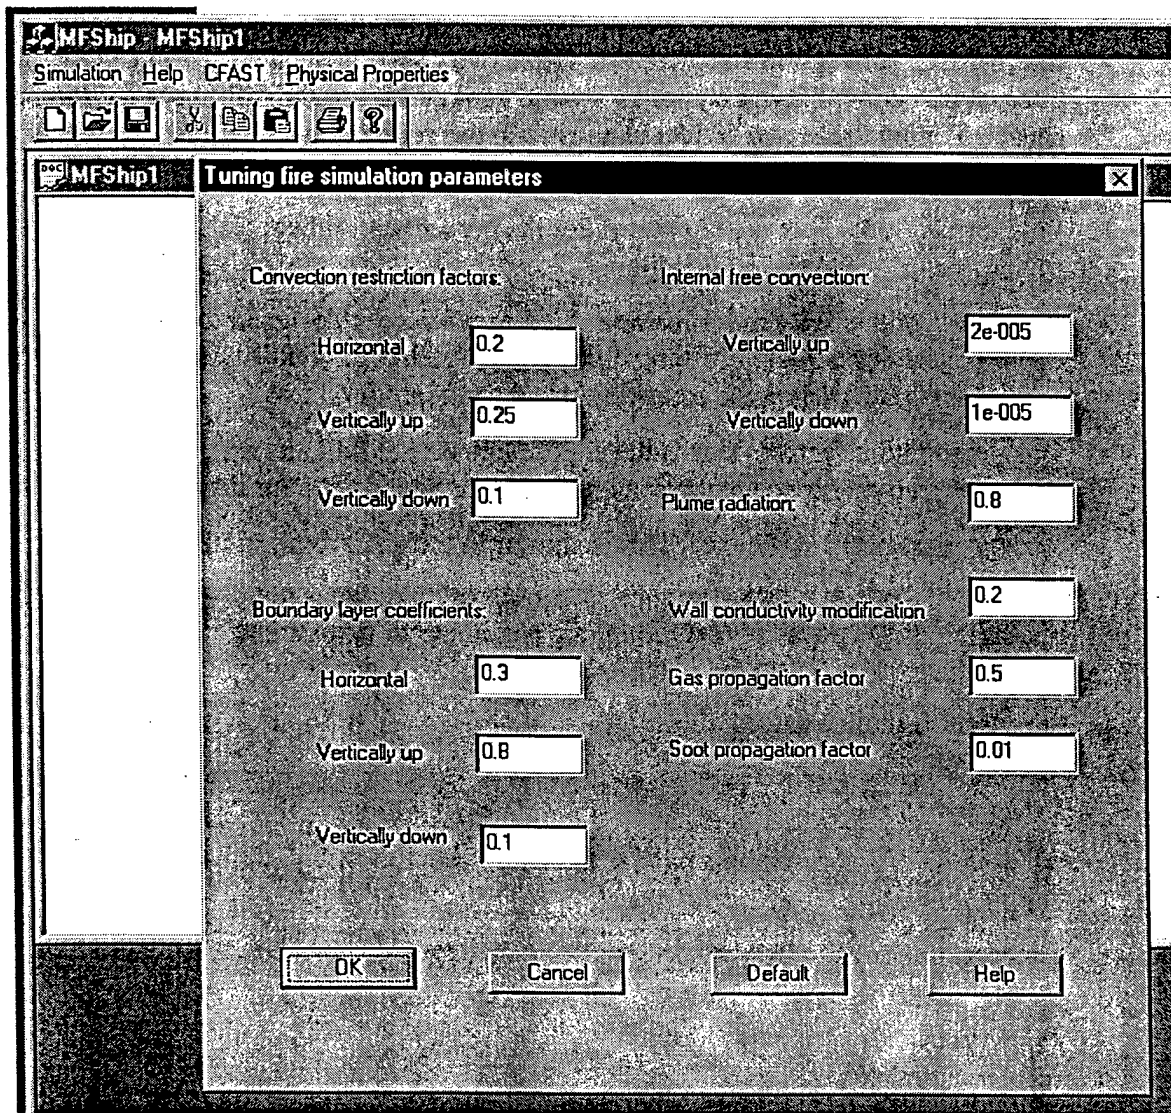 MFShip - MFShip1
Simulation Help CFAST Physical Properties
MFShip1
Tuning fire simulation parameters
Convection restriction factors:
Horizontal 0.2
Vertically up 0.25
Vertically down 0.1
Boundary layer coefficients:
Horizontal 0.3
Vertically up 0.8
Vertically down 0.1
Internal free convection:
Vertically up 2e-005
Vertically down 1e-005
Plume radiation: 0.8
Wall conductivity modification 0.2
Gas propagation factor 0.5
Soot propagation factor 0.01
OK Cancel Default Help